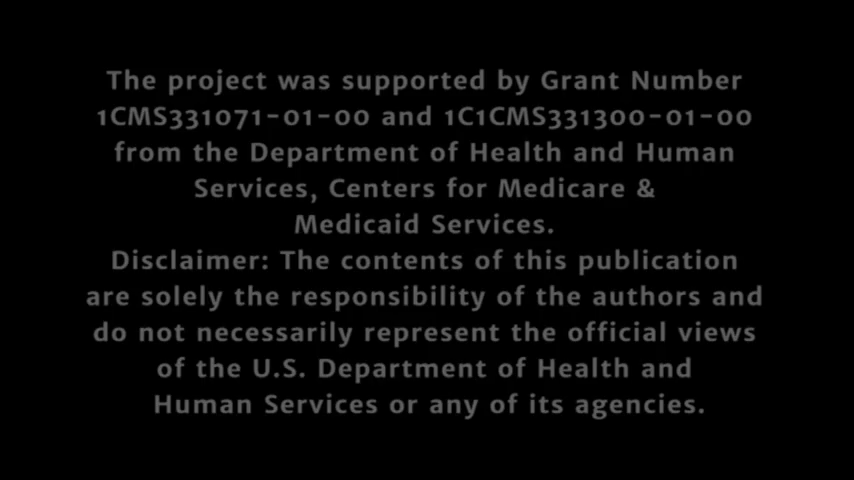 The project was supported by Grant Number
1CMS331071-01-00 and 1C1CMS331300-01-00
from the Department of Health and Human
Services, Centers for Medicare &
Medicaid Services.
Disclaimer: The contents of this publication
are solely the responsibility of the authors and
do not necessarily represent the official views
of the U.S. Department of Health and
Human Services or any of its agencies.